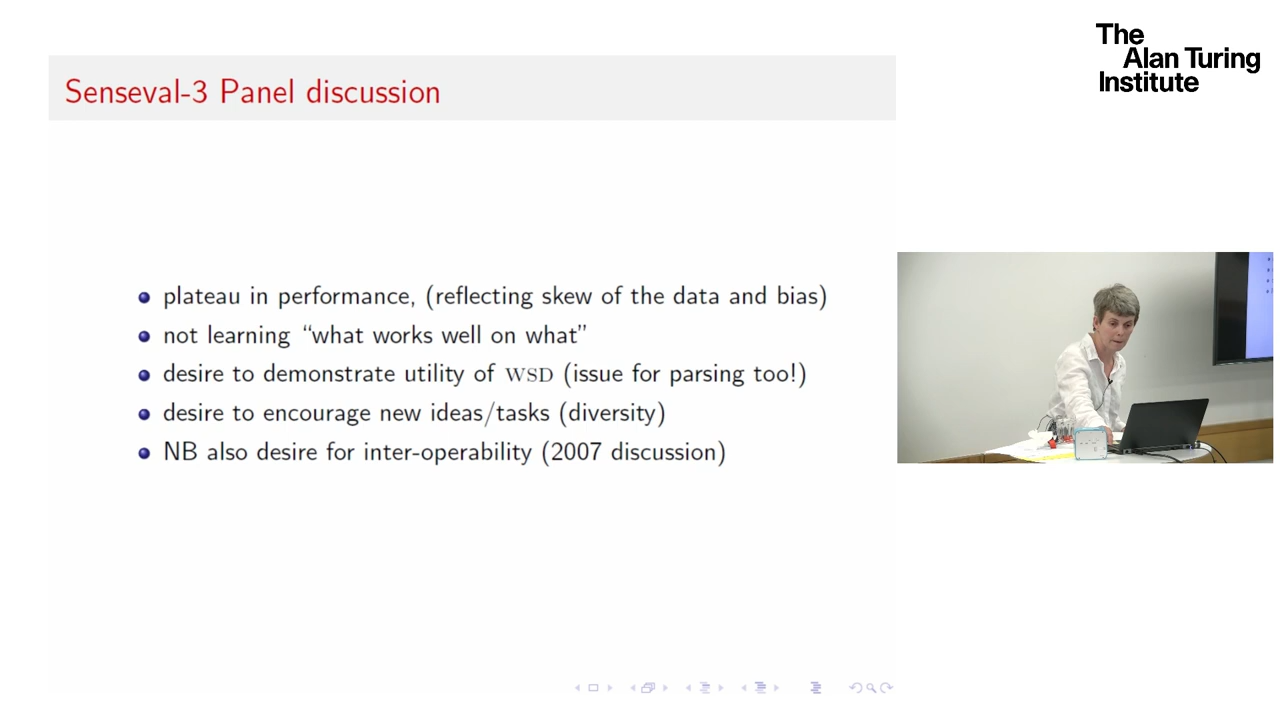 The
Alan Turing
Institute
Senseval-3 Panel discussion
plateau in performance, (reflecting skew of the data and bias)
not learning “what works well on what”
desire to demonstrate utility of WSD (issue for parsing too!)
desire to encourage new ideas/tasks (diversity)
NB also desire for inter-operability (2007 discussion)